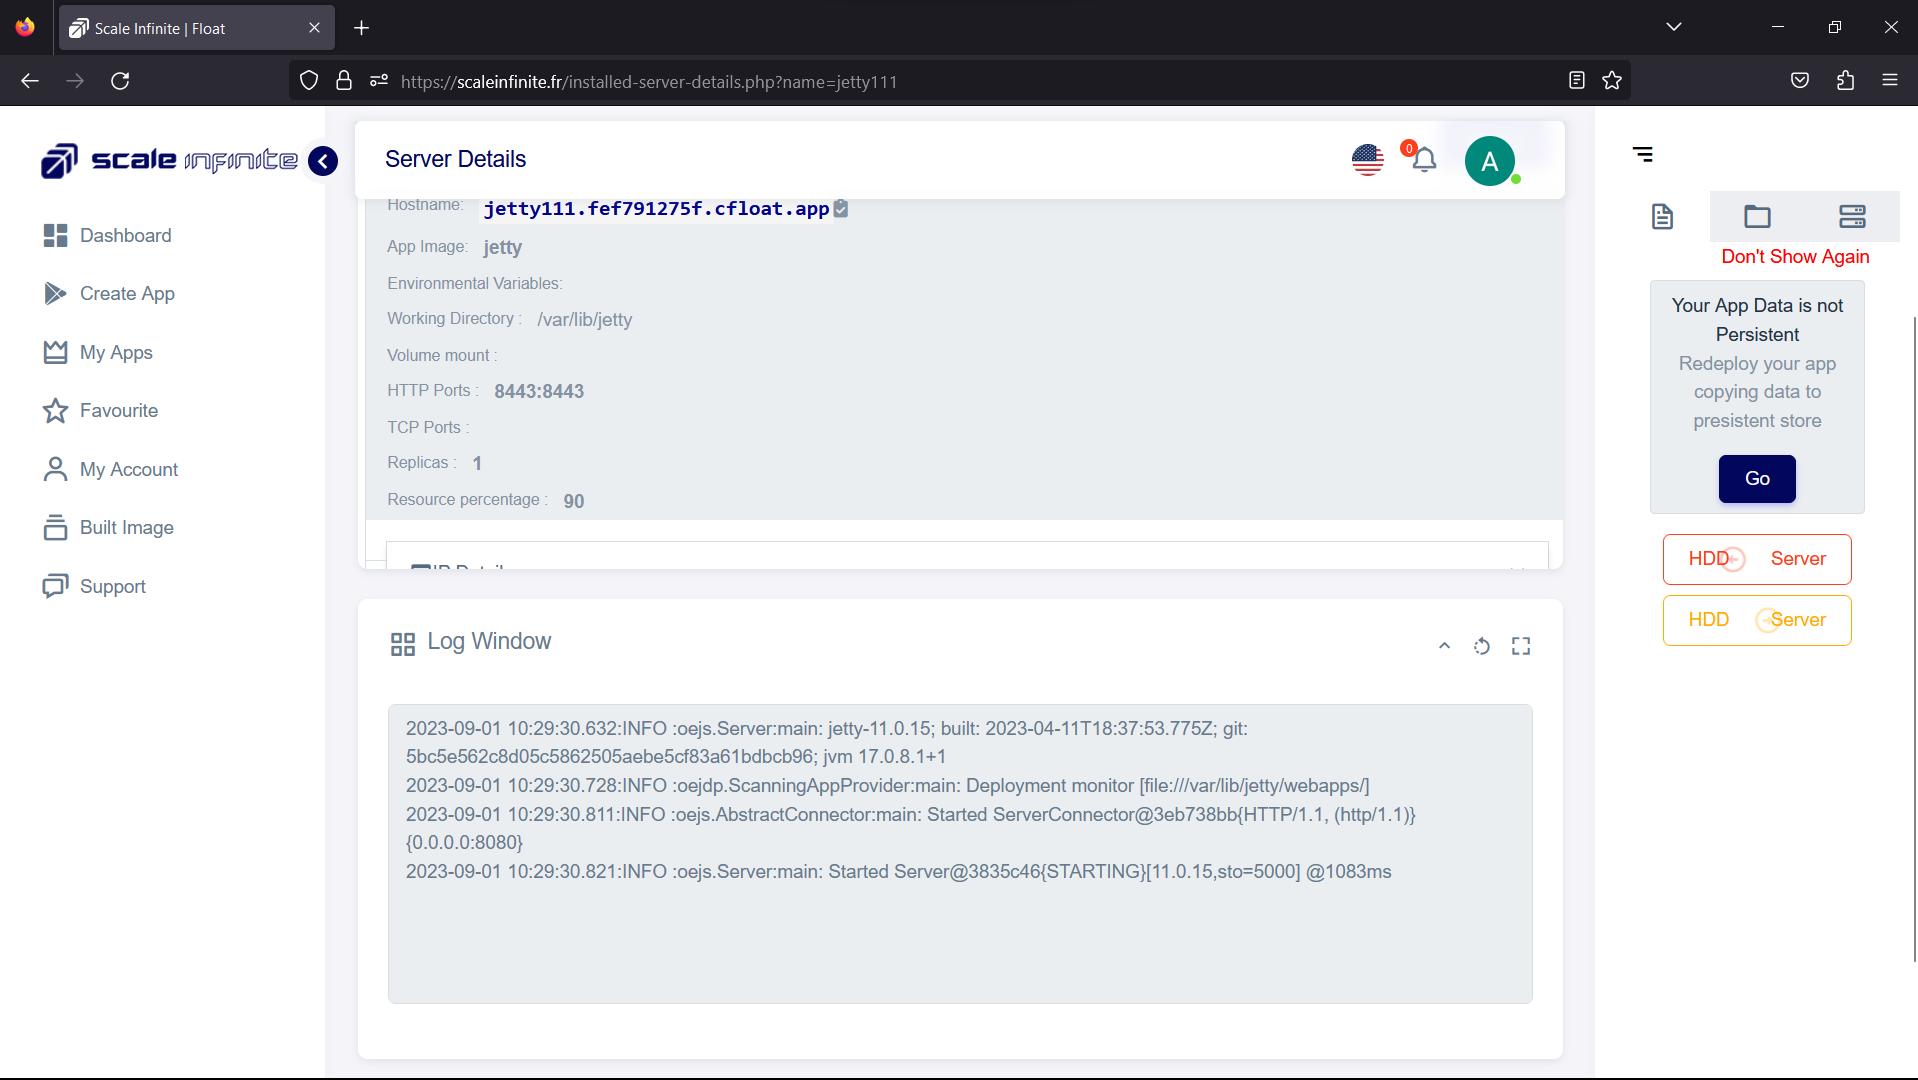 Scale Infinite | Float
https://scaleinfinite.fr/installed-server-details.php?name=jetty111
scale infinite
Dashboard
Create App
My Apps
Favourite
My Account
Built Image
Support
Server Details
0
A
Hostname: jetty111.fef791275f.cfloat.app
App Image: jetty
Environmental Variables:
Working Directory : /var/lib/jetty
Volume mount :
HTTP Ports : 8443:8443
TCP Ports :
Replicas : 1
Resource percentage : 90
IP Details
Log Window
2023-09-01 10:29:30.632:INFO :oejs.Server:main: jetty-11.0.15; built: 2023-04-11T18:37:53.775Z; git:
5bc5e562c8d05c5862505aebe5cf83a61bdbcb96; jvm 17.0.8.1+1
2023-09-01 10:29:30.728:INFO :oejdp.ScanningAppProvider:main: Deployment monitor [file:///var/lib/jetty/webapps/]
2023-09-01 10:29:30.811:INFO :oejs.AbstractConnector:main: Started ServerConnector@3eb738bb{HTTP/1.1, (http/1.1)}
{0.0.0.0:8080}
2023-09-01 10:29:30.821:INFO :oejs.Server:main: Started Server@3835c46{STARTING}[11.0.15,sto=5000] @1083ms
Don't Show Again
Your App Data is not
Persistent
Redeploy your app
copying data to
presistent store
Go
HDD Server
HDD Server